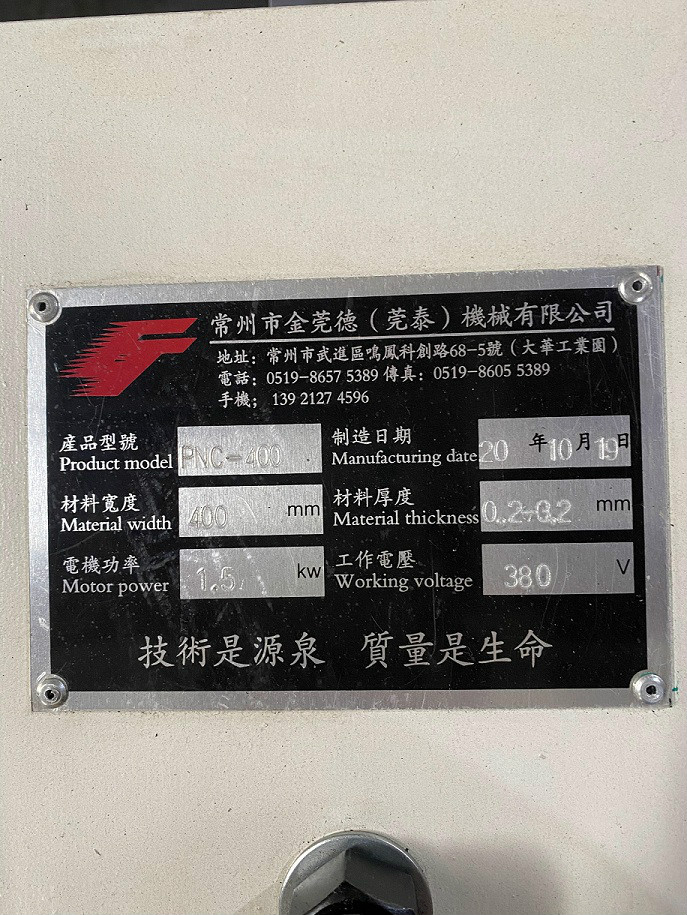 常州市金莞德（莞泰）機械有限公司
地址：常州市武進區鳴鳳科創路68-5號（大華工業園）
電話：0519-8657 5389 傳真：0519-8605 5389
手機；139 2127 4596
産品型號 PNC-400 制造日期 20 年 10 月 19 日
Product model Manufacturing date
材料寬度 400 mm 材料厚度 mm
Material width Material thickness
電機功率 1.5 kw 工作電壓 380 V
Motor power Working voltage
技術是源泉 質量是生命